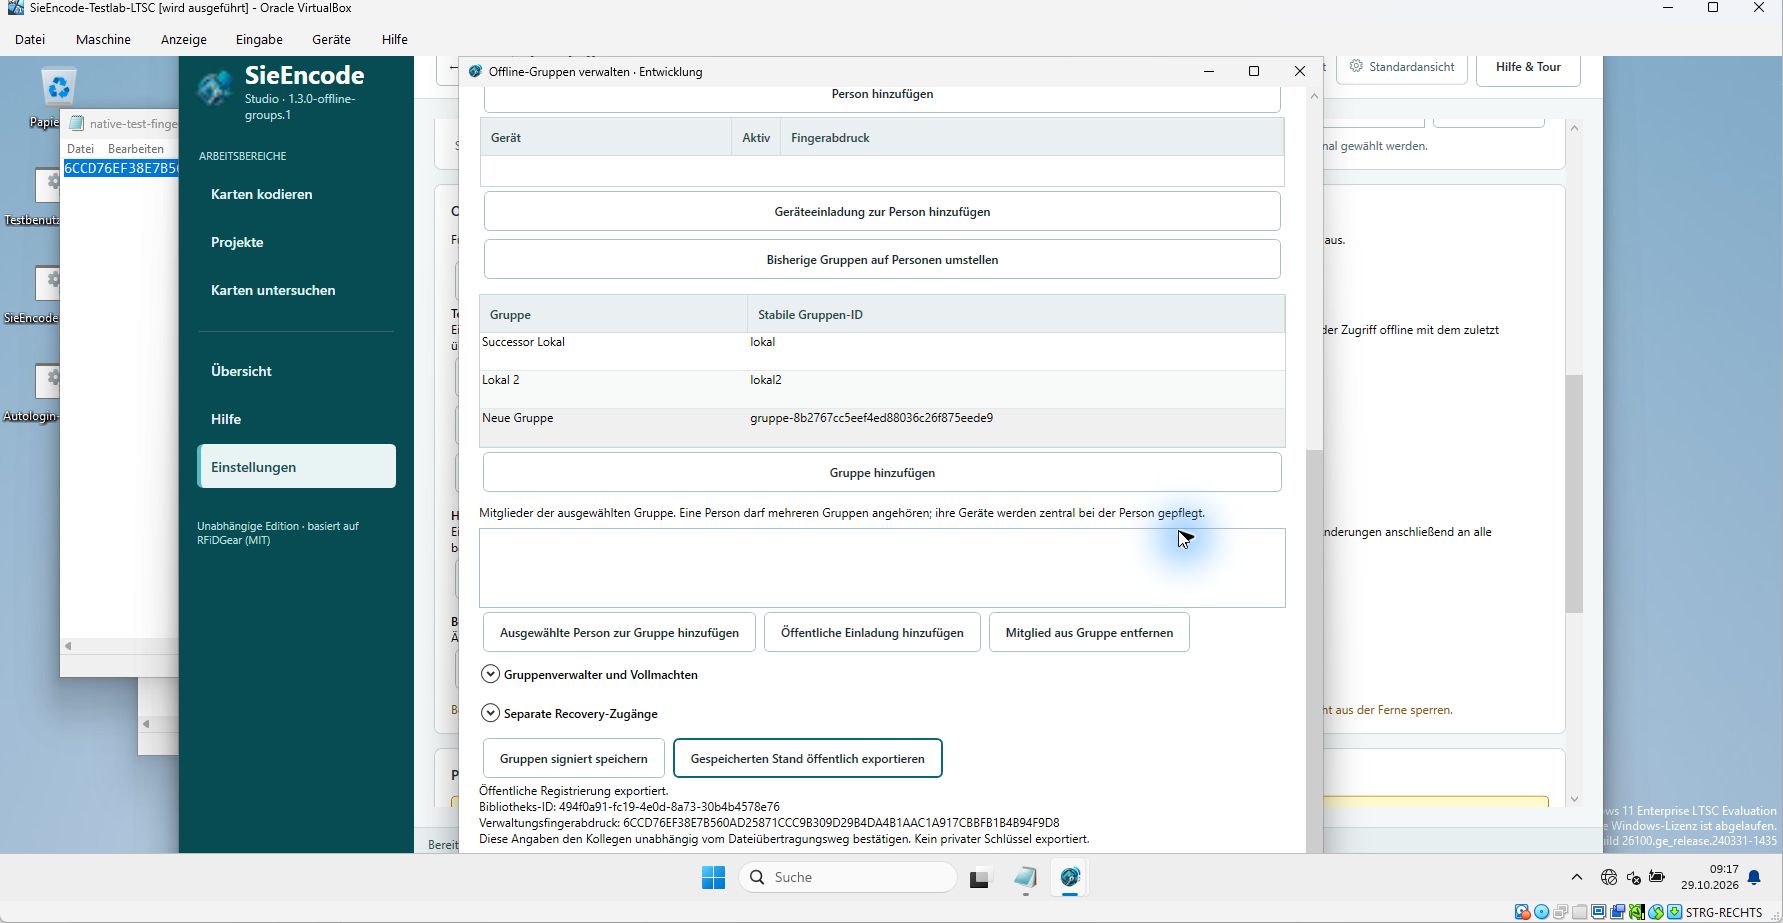 SieEncode-Testlab-LTSC [wird ausgeführt] - Oracle VirtualBox
Datei Maschine Anzeige Eingabe Geräte Hilfe
Testbenutz
SieEncode-
Autologin-
native-test-finge
Datei Bearbeiten
6CCD76EF38E7B5
SieEncode
Studio · 1.3.0-offline-
groups.1
ARBEITSBEREICHE
Karten kodieren
Projekte
Karten untersuchen
Übersicht
Hilfe
Einstellungen
Unabhängige Edition · basiert auf
RFiDGear (MIT)
Standardansicht
Hilfe & Tour
nal gewählt werden.
aus.
der Zugriff offline mit dem zuletzt
nderungen anschließend an alle
ht aus der Ferne sperren.
Bereit
Offline-Gruppen verwalten · Entwicklung
Person hinzufügen
Gerät Aktiv Fingerabdruck
Geräteeinladung zur Person hinzufügen
Bisherige Gruppen auf Personen umstellen
Gruppe Stabile Gruppen-ID
Successor Lokal lokal
Lokal 2 lokal2
Neue Gruppe gruppe-8b2767cc5eef4ed88036c26f875eede9
Gruppe hinzufügen
Mitglieder der ausgewählten Gruppe. Eine Person darf mehreren Gruppen angehören; ihre Geräte werden zentral bei der Person gepflegt.
Ausgewählte Person zur Gruppe hinzufügen Öffentliche Einladung hinzufügen Mitglied aus Gruppe entfernen
Gruppenverwalter und Vollmachten
Separate Recovery-Zugänge
Gruppen signiert speichern Gespeicherten Stand öffentlich exportieren
Öffentliche Registrierung exportiert.
Bibliotheks-ID: 494f0a91-fc19-4e0d-8a73-30b4b4578e76
Verwaltungsfingerabdruck: 6CCD76EF38E7B560AD25871CCC9B309D29B4DA4B1AAC1A917CBBFB1B4B94F9D8
Diese Angaben den Kollegen unabhängig vom Dateiübertragungsweg bestätigen. Kein privater Schlüssel exportiert.
ws 11 Enterprise LTSC Evaluation
e Windows-Lizenz ist abgelaufen.
ild 26100.ge_release.240331-1435
Suche
09:17
29.10.2026
STRG-RECHTS